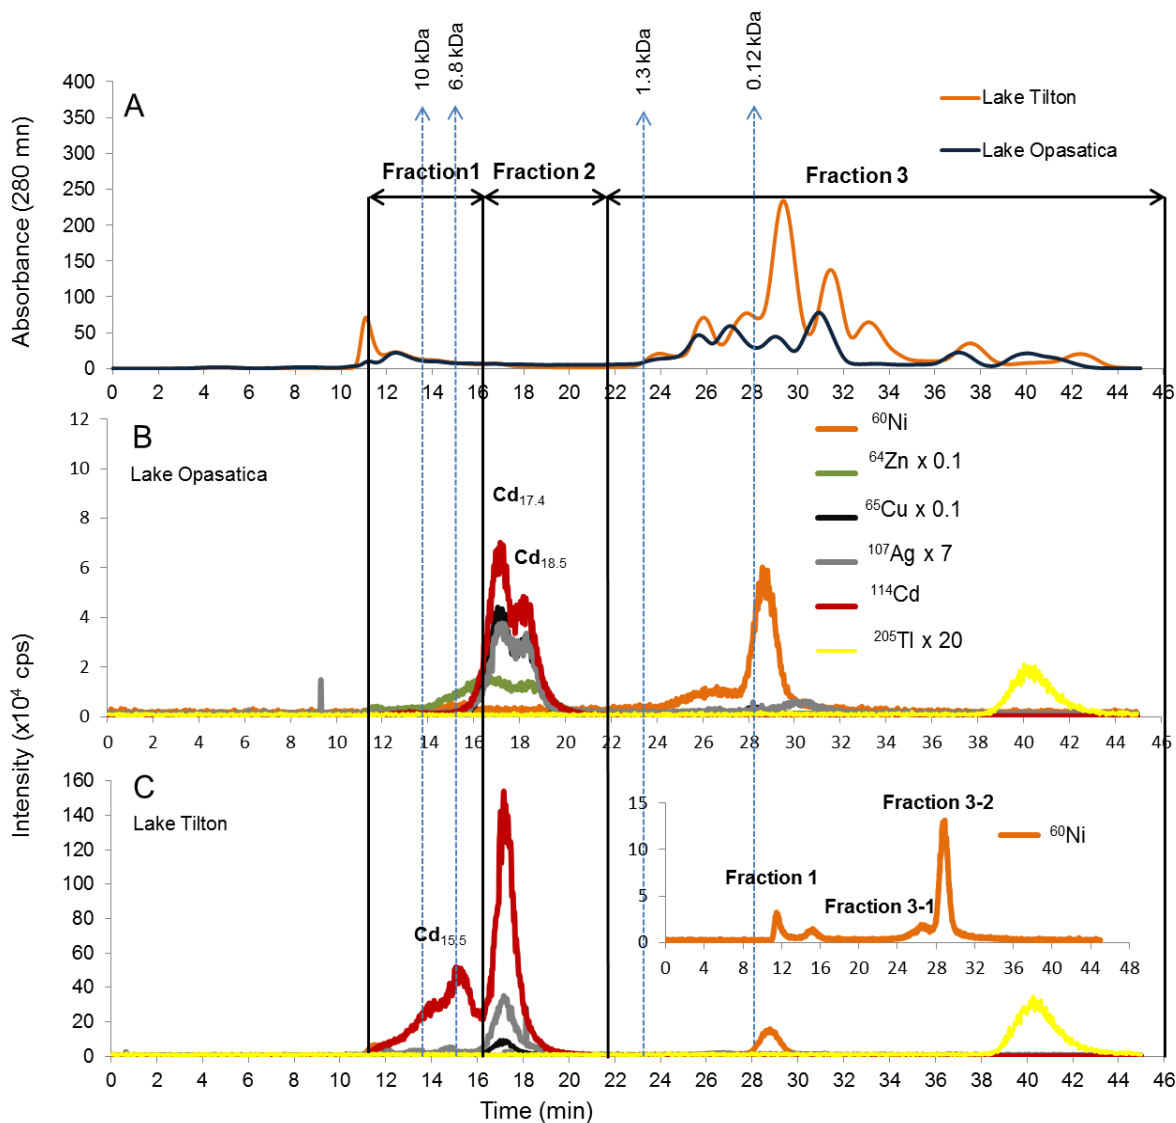 10 kDa
6.8 kDa
1.3 kDa
0.12 kDa
A
Lake Tilton
Lake Opasatica
Absorbance (280 mn)
400
350
300
250
200
150
100
50
0
Fraction1
Fraction 2
Fraction 3
0 2 4 6 8 10 12 14 16 18 20 22 24 26 28 30 32 34 36 38 40 42 44 46
B
Lake Opasatica
12
10
8
6
4
2
0
Cd17.4
Cd18.5
60Ni
64Zn x 0.1
65Cu x 0.1
107Ag x 7
114Cd
205Tl x 20
0 2 4 6 8 10 12 14 16 18 20 22 24 26 28 30 32 34 36 38 40 42 44 46
Intensity (x10⁴ cps)
C
Lake Tilton
160
140
120
100
80
60
40
20
0
Cd15.5
15
10
5
0
Fraction 3-2
60Ni
Fraction 1
Fraction 3-1
0 4 8 12 16 20 24 28 32 36 40 44 48
0 2 4 6 8 10 12 14 16 18 20 22 24 26 28 30 32 34 36 38 40 42 44 46
Time (min)